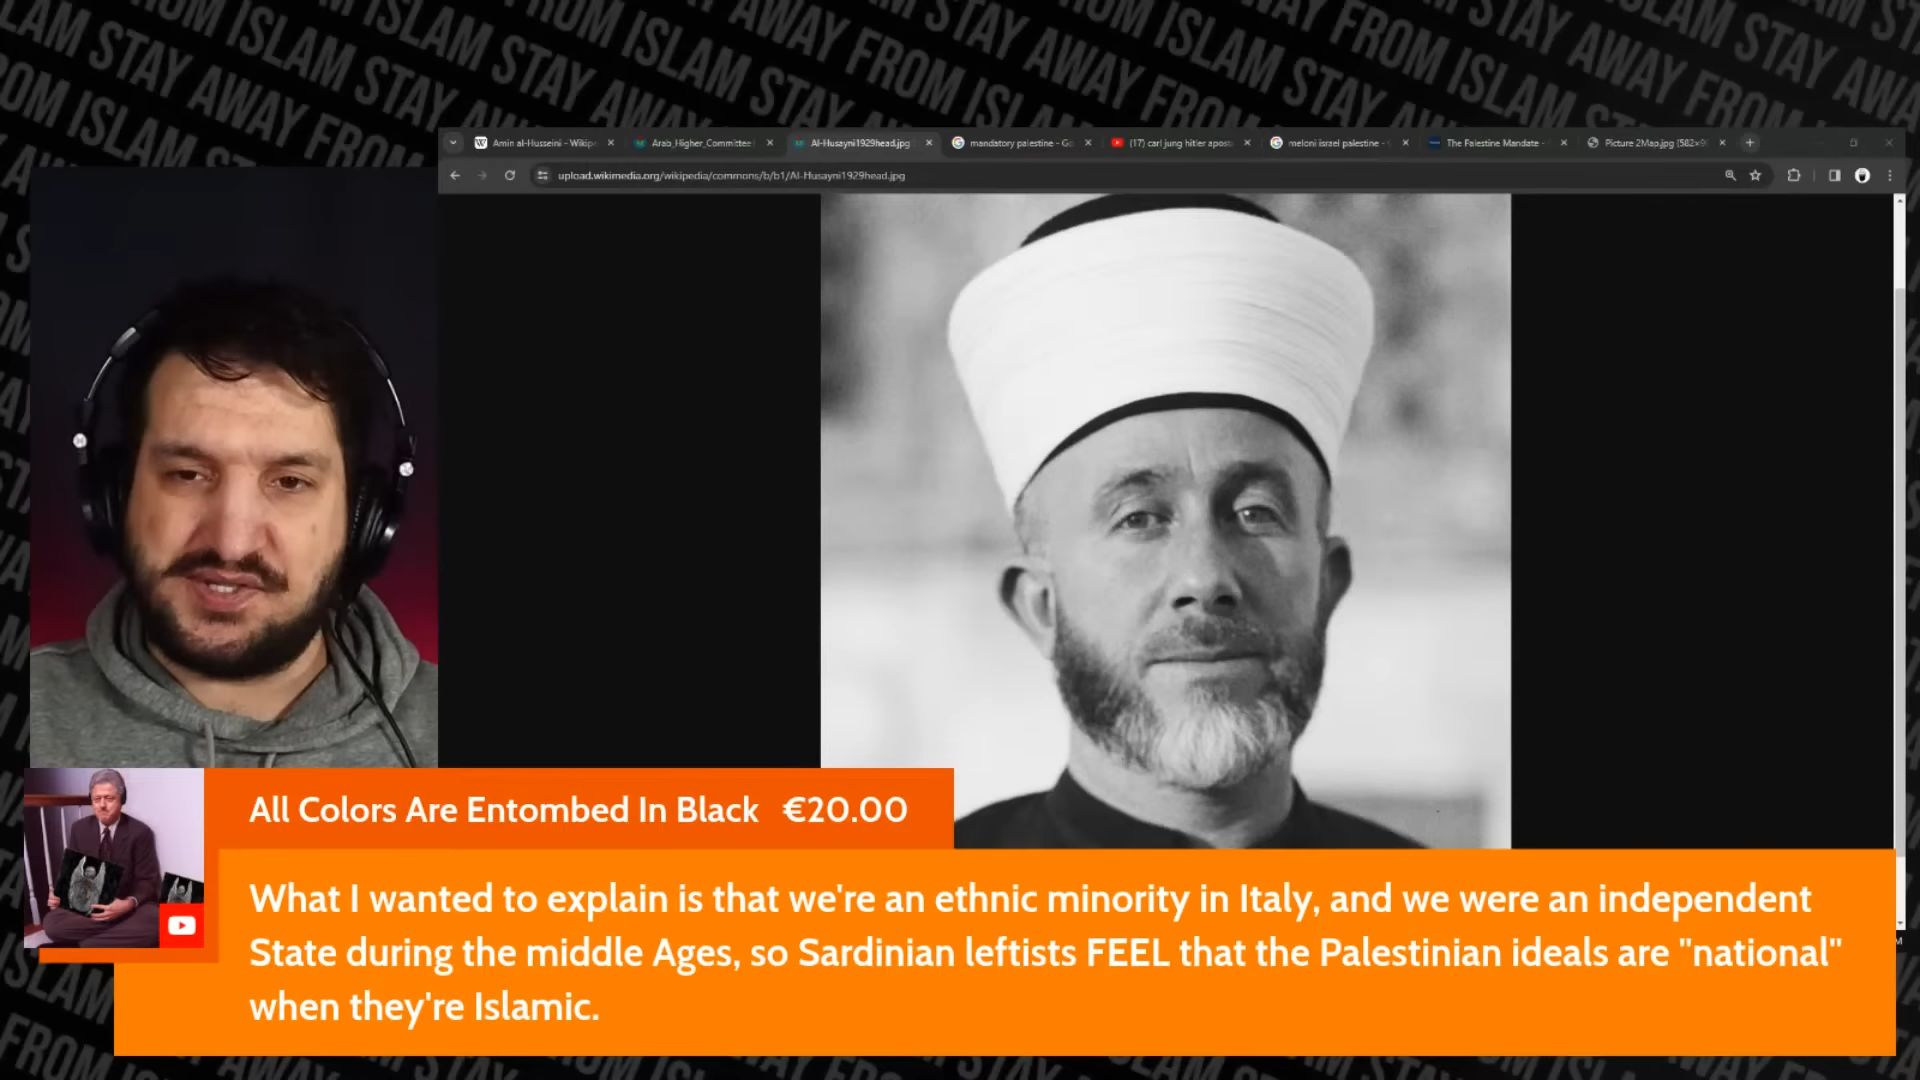 STAY AWAY FROM ISLAM
Amin al-Husseini - Wikipe
Arab_Higher_Committee
Al-Husayni1929head.jpg
mandatory palestine - Go
(17) carl jung hitler apost
meloni israel palestine -
The Palestine Mandate -
Picture 2Map.jpg (582×9
upload.wikimedia.org/wikipedia/commons/b/b1/Al-Husayni1929head.jpg
All Colors Are Entombed In Black €20.00
What I wanted to explain is that we're an ethnic minority in Italy, and we were an independent
State during the middle Ages, so Sardinian leftists FEEL that the Palestinian ideals are "national"
when they're Islamic.